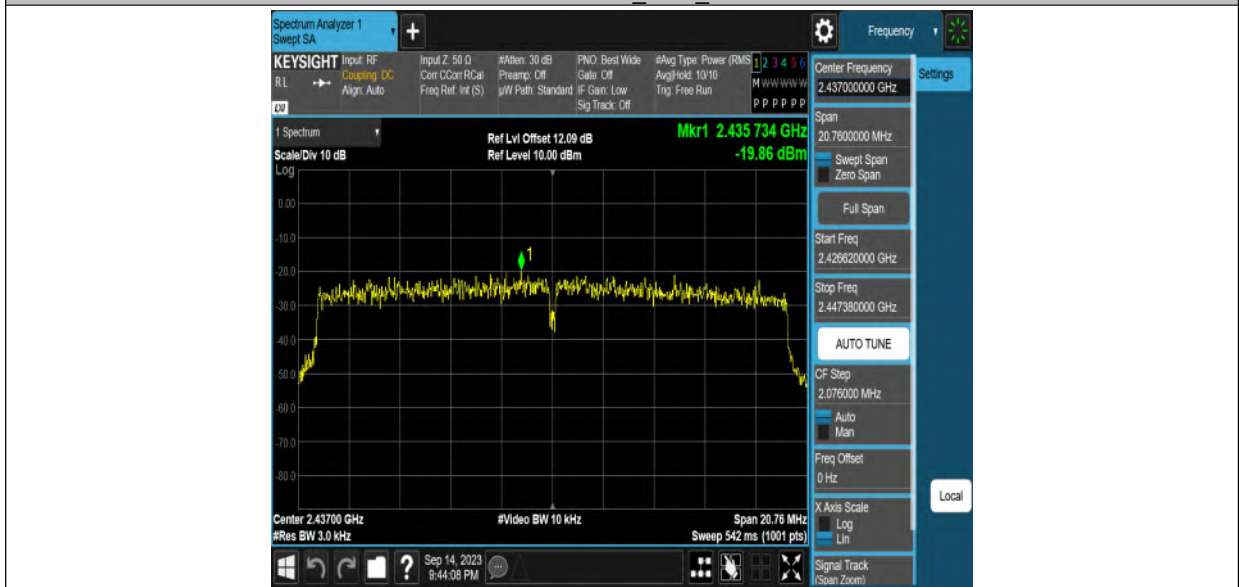 Spectrum Analyzer 1
Swept SA
+
Frequency
KEYSIGHT
RL
LXI
Input: RF
Coupling: DC
Align: Auto
Input Z: 50 Ω
Corr CCorr RCal
Freq Ref: Int (S)
#Atten: 30 dB
Preamp: Off
µW Path: Standard
PNO: Best Wide
Gate: Off
IF Gain: Low
Sig Track: Off
#Avg Type: Power (RMS
Avg|Hold: 10/10
Trig: Free Run
1 2 3 4 5 6
M W W W W W
P P P P P P
1 Spectrum
Scale/Div 10 dB
Ref Lvl Offset 12.09 dB
Ref Level 10.00 dBm
Mkr1 2.435 734 GHz
-19.86 dBm
Log
0.00
-10.0
-20.0
-30.0
-40.0
-50.0
-60.0
-70.0
-80.0
1
Center 2.43700 GHz
#Res BW 3.0 kHz
#Video BW 10 kHz
Span 20.76 MHz
Sweep 542 ms (1001 pts)
Center Frequency
2.437000000 GHz
Settings
Span
20.7600000 MHz
Swept Span
Zero Span
Full Span
Start Freq
2.426620000 GHz
Stop Freq
2.447380000 GHz
AUTO TUNE
CF Step
2.076000 MHz
Auto
Man
Freq Offset
0 Hz
X Axis Scale
Log
Lin
Local
Signal Track
(Span Zoom)
?
Sep 14, 2023
9:44:08 PM